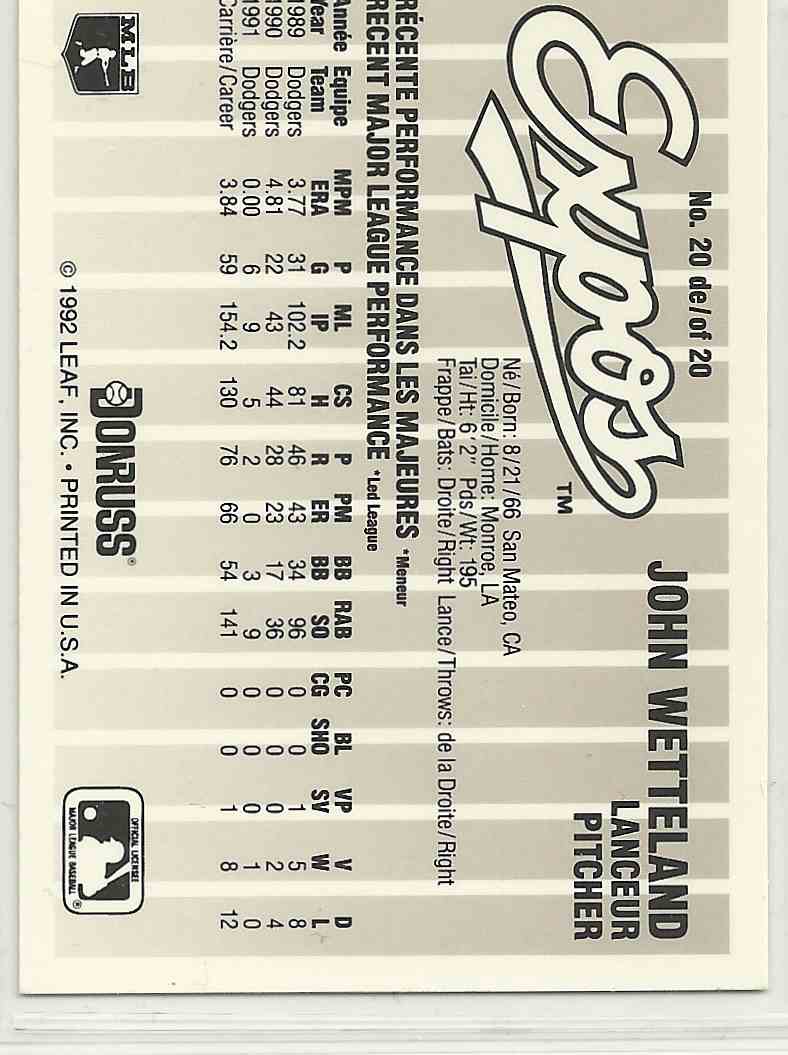 No. 20 de/of 20
Expos™
JOHN WETTELAND
LANCEUR
PITCHER
Né/Born: 8/21/66 San Mateo, CA
Domicile/Home: Monroe, LA
Tai/Ht: 6'2" Pds/Wt: 195
Frappe/Bats: Droite/Right Lance/Throws: de la Droite/Right
RÉCENTE PERFORMANCE DANS LES MAJEURES *Meneur
RECENT MAJOR LEAGUE PERFORMANCE *Led League
Année Equipe MPM P ML CS P PM BB RAB PC BL VP V D
Year Team ERA G IP H R ER BB SO CG SHO SV W L
1989 Dodgers 3.77 31 102.2 81 46 43 34 96 0 0 1 5 8
1990 Dodgers 4.81 22 43 44 28 23 17 36 0 0 0 2 4
1991 Dodgers 0.00 6 9 5 2 0 3 9 0 0 0 1 0
Carrière/Career 3.84 59 154.2 130 76 66 54 141 0 0 1 8 12
MLB
DONRUSS®
OFFICIAL LICENSEE
MAJOR LEAGUE BASEBALL®
© 1992 LEAF, INC. • PRINTED IN U.S.A.